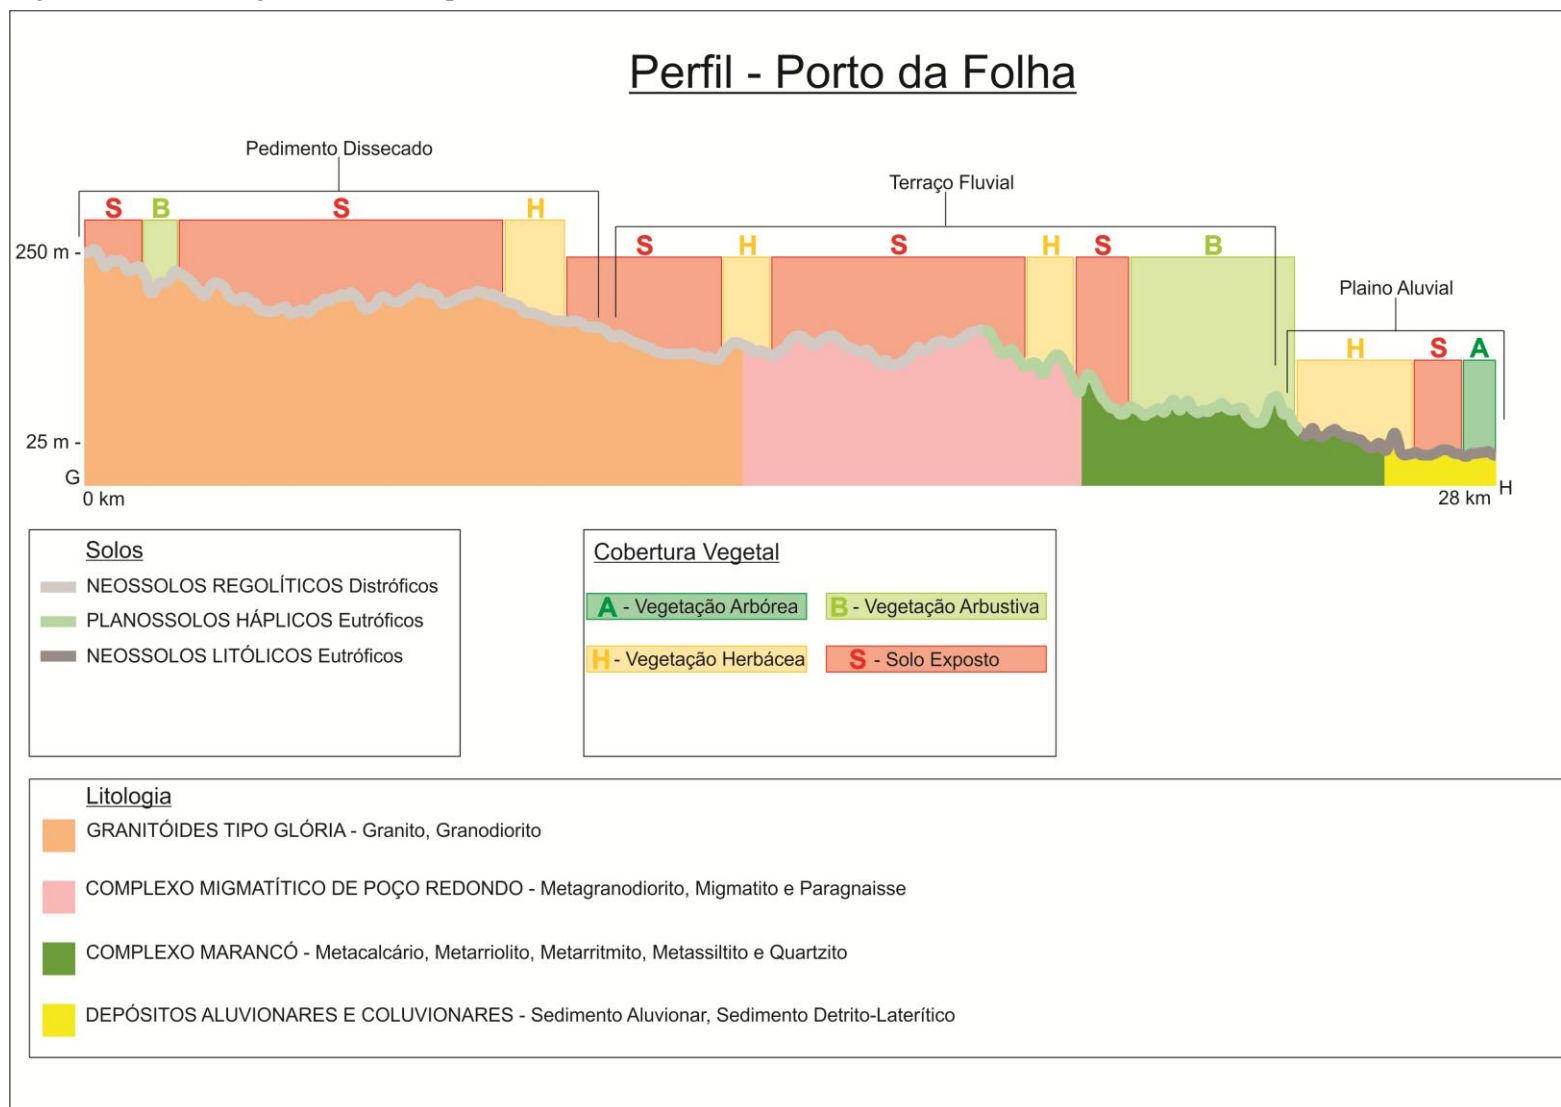 Perfil - Porto da Folha
Pedimento Dissecado
Terraço Fluvial
Plaino Aluvial
S B S H
S H S H S B
H S A
250 m -
25 m -
G
H
0 km
28 km
Solos
NEOSSOLOS REGOLÍTICOS Distróficos
PLANOSSOLOS HÁPLICOS Eutróficos
NEOSSOLOS LITÓLICOS Eutróficos
Cobertura Vegetal
A - Vegetação Arbórea
B - Vegetação Arbustiva
H - Vegetação Herbácea
S - Solo Exposto
Litologia
GRANITÓIDES TIPO GLÓRIA - Granito, Granodiorito
COMPLEXO MIGMATÍTICO DE POÇO REDONDO - Metagranodiorito, Migmatito e Paragnaisse
COMPLEXO MARANCÓ - Metacalcário, Metarriolito, Metarritmito, Metassiltito e Quartzito
DEPÓSITOS ALUVIONARES E COLUVIONARES - Sedimento Aluvionar, Sedimento Detrito-Laterítico